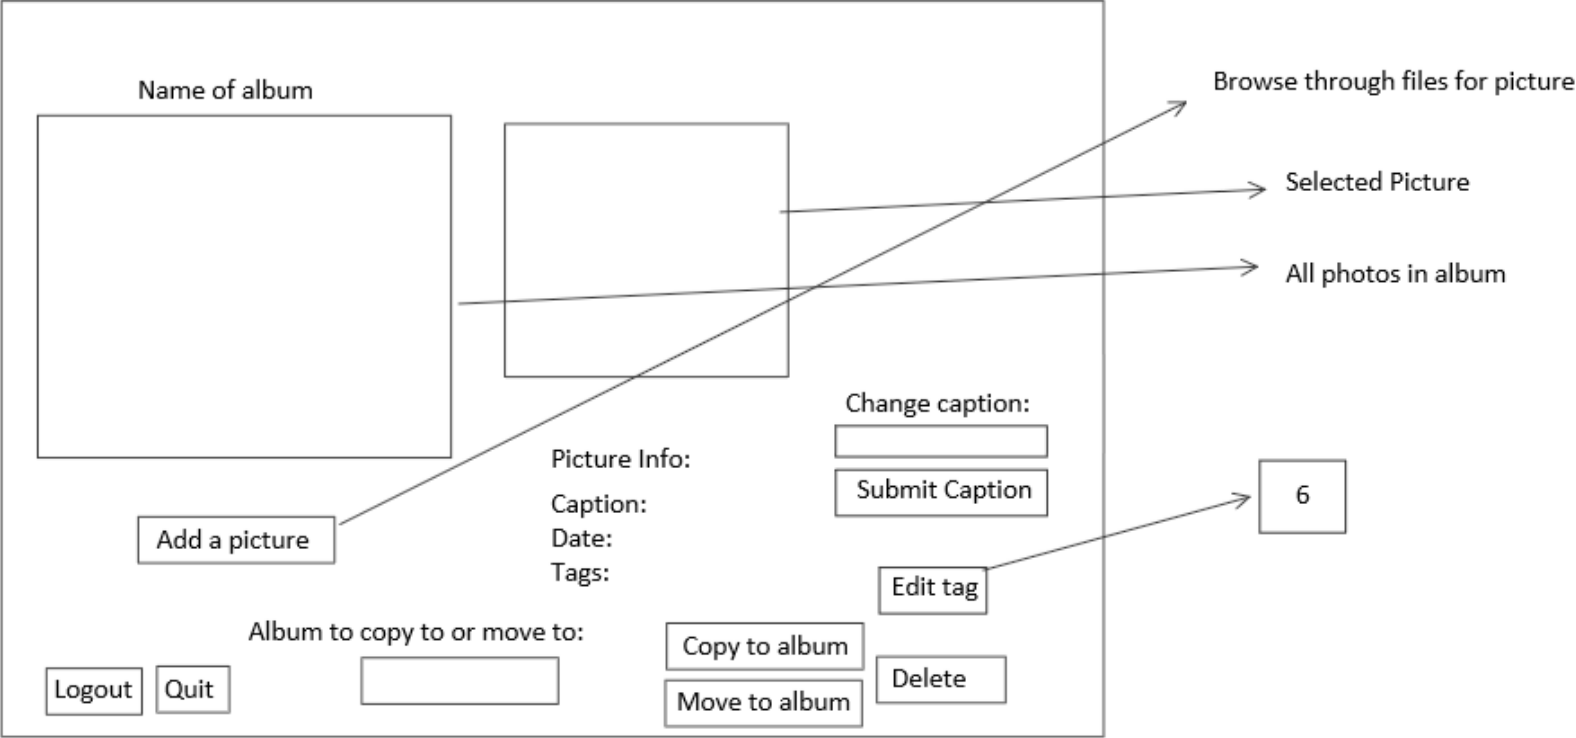 Name of album
Browse through files for picture
Selected Picture
All photos in album
Change caption:
Submit Caption
Picture Info:
Caption:
Date:
Tags:
6
Add a picture
Edit tag
Album to copy to or move to:
Copy to album
Move to album
Delete
Logout
Quit